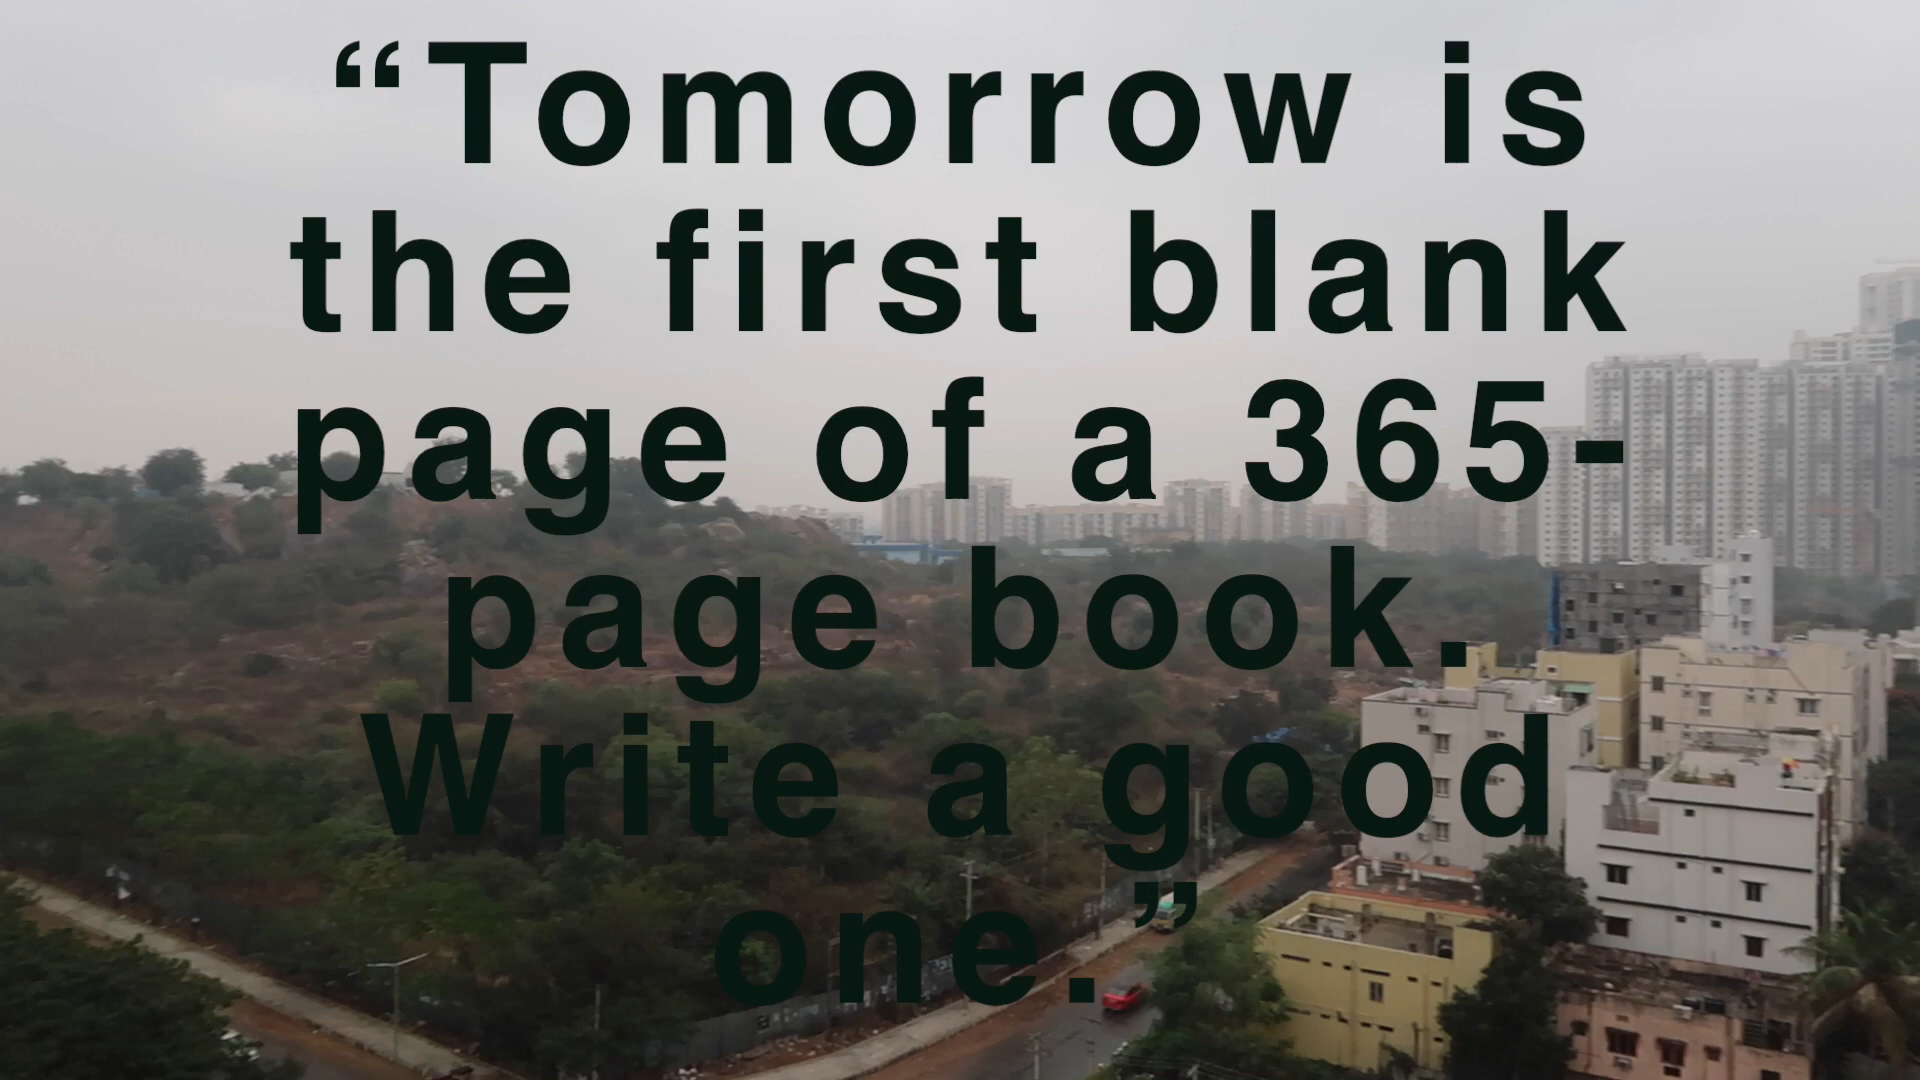 “Tomorrow is
the first blank
page of a 365-
page book.
Write a good
one.”